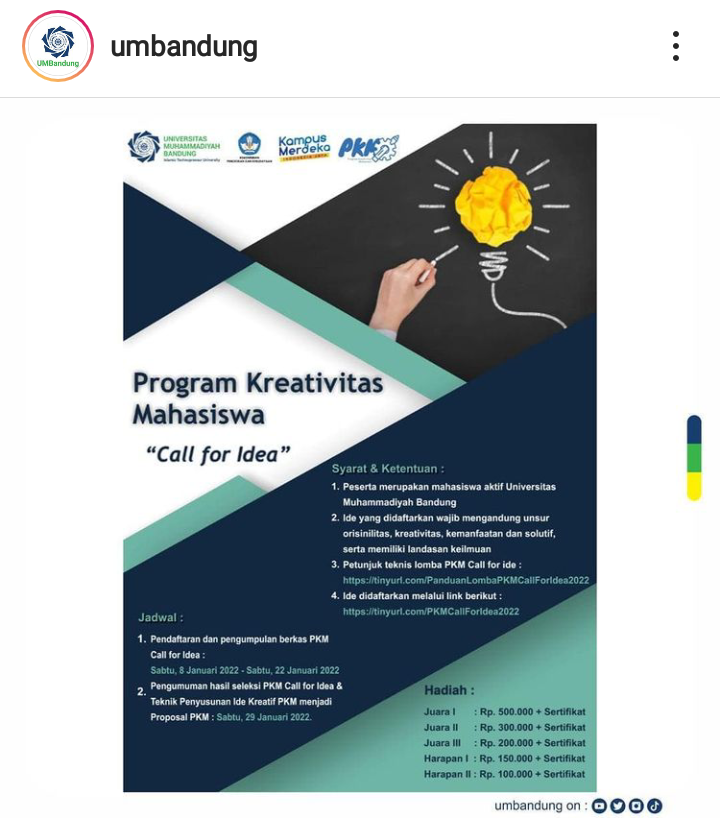 umbandung
UMBandung
UNIVERSITAS
MUHAMMADIYAH
BANDUNG
Islamic Technopreneur University
Kampus
Merdeka
INDONESIA JAYA
PKM
Program Kreativitas
Mahasiswa
“Call for Idea”
Syarat & Ketentuan :
1. Peserta merupakan mahasiswa aktif Universitas
Muhammadiyah Bandung
2. Ide yang didaftarkan wajib mengandung unsur
orisinilitas, kreativitas, kemanfaatan dan solutif,
serta memiliki landasan keilmuan
3. Petunjuk teknis lomba PKM Call for ide :
https://tinyurl.com/PanduanLombaPKMCallForIdea2022
4. Ide didaftarkan melalui link berikut :
https://tinyurl.com/PKMCallForIdea2022
Jadwal :
1. Pendaftaran dan pengumpulan berkas PKM
Call for Idea :
Sabtu, 8 Januari 2022 - Sabtu, 22 Januari 2022
2. Pengumuman hasil seleksi PKM Call for Idea &
Teknik Penyusunan Ide Kreatif PKM menjadi
Proposal PKM : Sabtu, 29 Januari 2022.
Hadiah :
Juara I : Rp. 500.000 + Sertifikat
Juara II : Rp. 300.000 + Sertifikat
Juara III : Rp. 200.000 + Sertifikat
Harapan I : Rp. 150.000 + Sertifikat
Harapan II : Rp. 100.000 + Sertifikat
umbandung on :